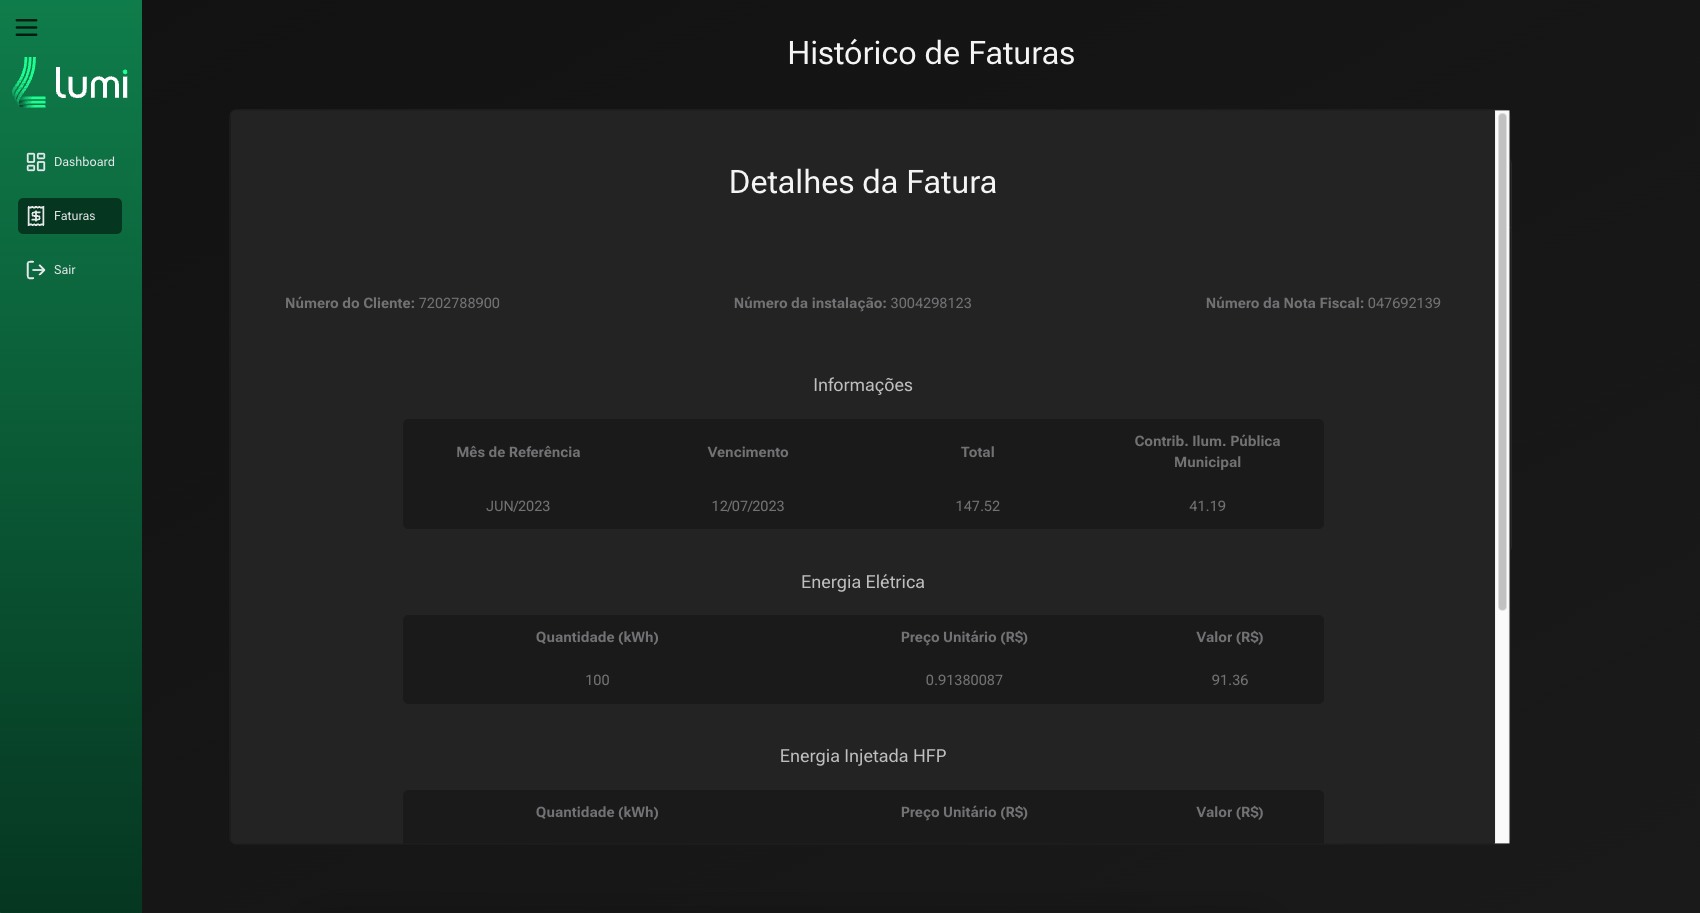 lumi
Dashboard
Faturas
Sair
Histórico de Faturas
Detalhes da Fatura
Número do Cliente: 7202788900 Número da instalação: 3004298123 Número da Nota Fiscal: 047692139
Informações
Mês de Referência Vencimento Total Contrib. Ilum. Pública
Municipal
JUN/2023 12/07/2023 147.52 41.19
Energia Elétrica
Quantidade (kWh) Preço Unitário (R$) Valor (R$)
100 0.91380087 91.36
Energia Injetada HFP
Quantidade (kWh) Preço Unitário (R$) Valor (R$)